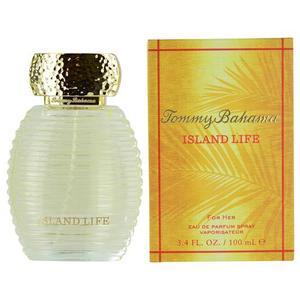 Tommy Bahama
ISLAND LIFE
Tommy Bahama
ISLAND LIFE
FOR HER
EAU DE PARFUM SPRAY
VAPORISATEUR
3.4 FL. OZ. / 100 ML ℮